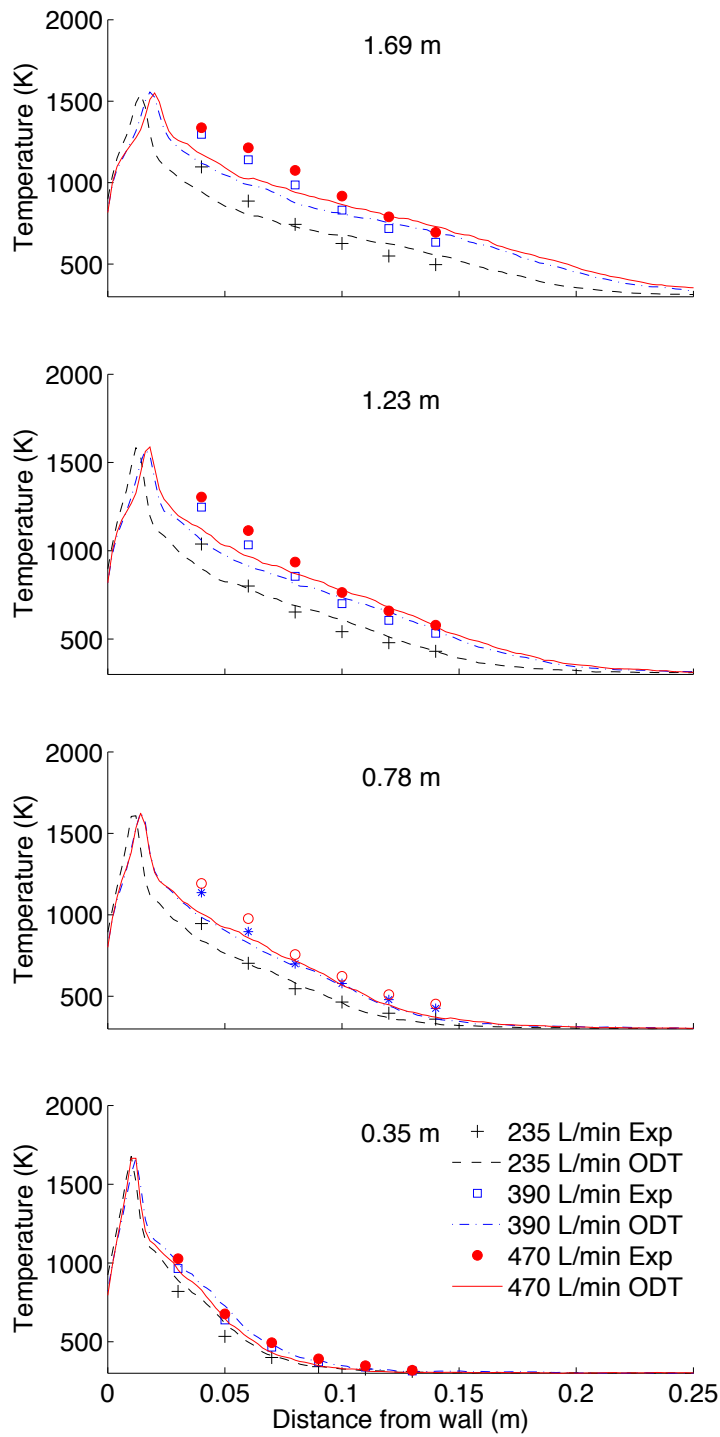 2000
1.69 m
1500
1000
500
Temperature (K)
2000
1.23 m
1500
1000
500
Temperature (K)
2000
0.78 m
1500
1000
500
Temperature (K)
2000
0.35 m
1500
1000
500
Temperature (K)
235 L/min Exp
235 L/min ODT
390 L/min Exp
390 L/min ODT
470 L/min Exp
470 L/min ODT
0 0.05 0.1 0.15 0.2 0.25
Distance from wall (m)